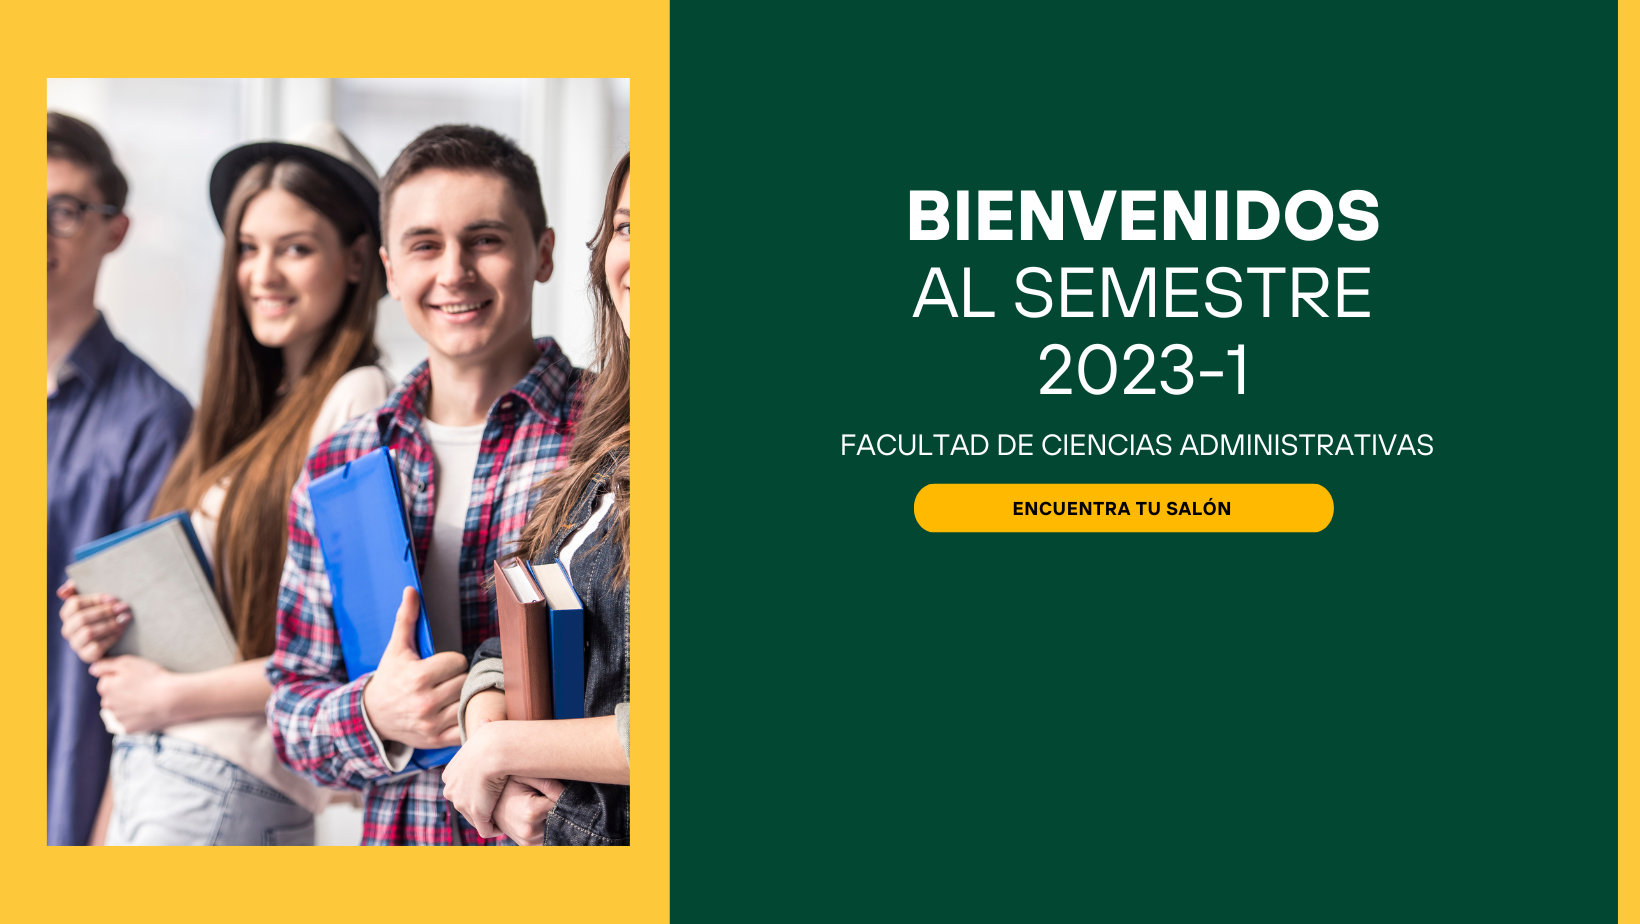 BIENVENIDOS
AL SEMESTRE
2023-1
FACULTAD DE CIENCIAS ADMINISTRATIVAS
ENCUENTRA TU SALÓN